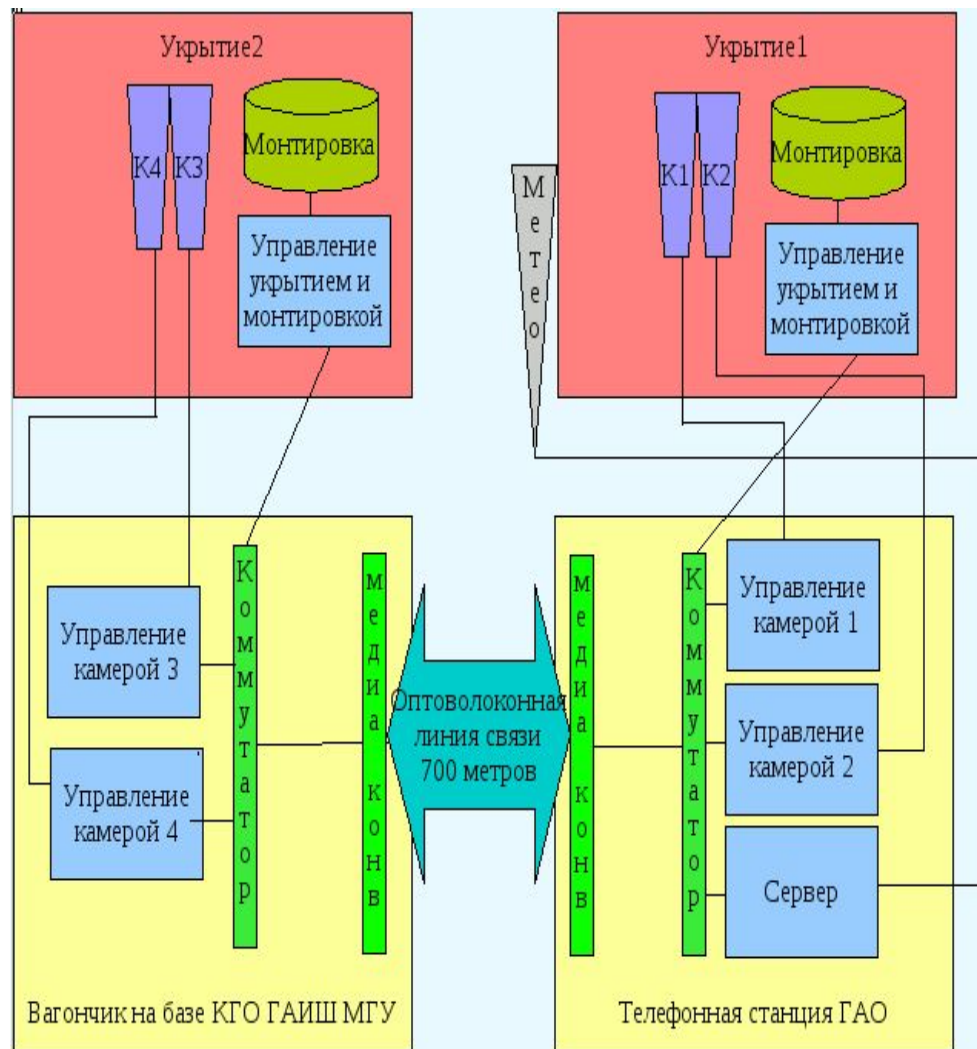 Укрытие2
К4
К3
Монтировка
Управление
укрытием и
монтировкой
Метео
Укрытие1
К1
К2
Монтировка
Управление
укрытием и
монтировкой
Управление
камерой 3
Управление
камерой 4
Коммутатор
медиа конв
Оптоволоконная
линия связи
700 метров
медиа конв
Коммутатор
Управление
камерой 1
Управление
камерой 2
Сервер
Вагончик на базе КГО ГАИШ МГУ
Телефонная станция ГАО